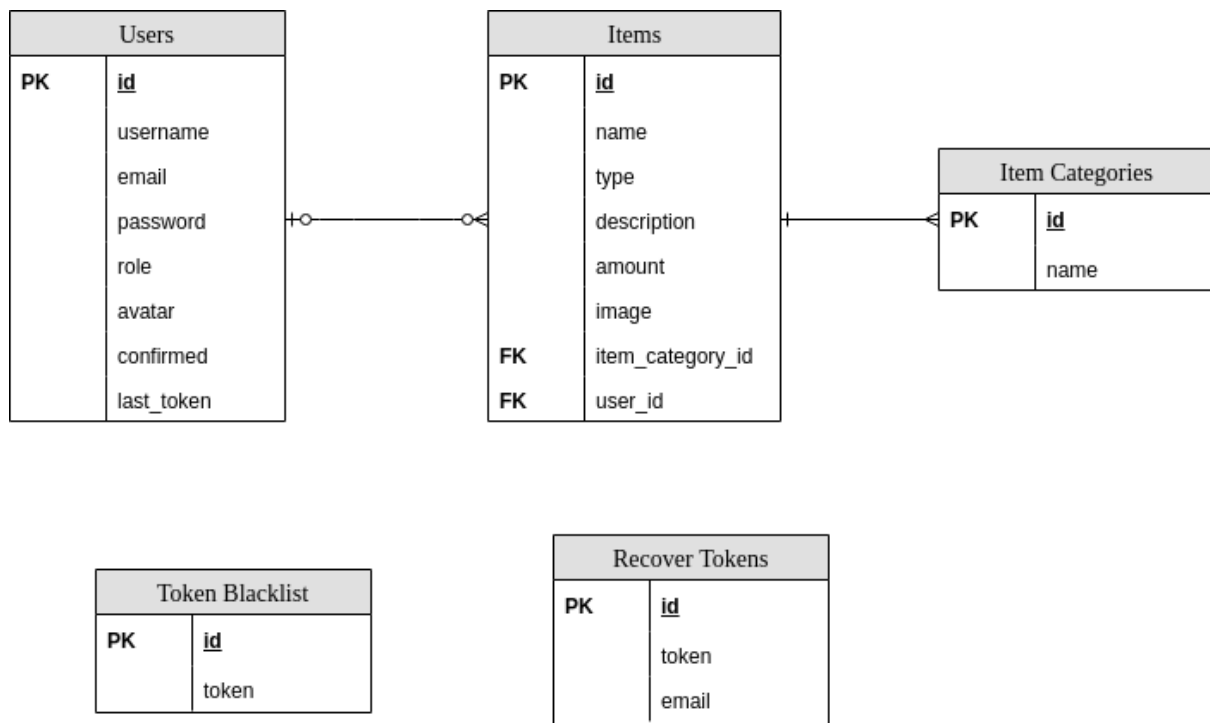 Users
PK id
username
email
password
role
avatar
confirmed
last_token
Items
PK id
name
type
description
amount
image
FK item_category_id
FK user_id
Item Categories
PK id
name
Token Blacklist
PK id
token
Recover Tokens
PK id
token
email